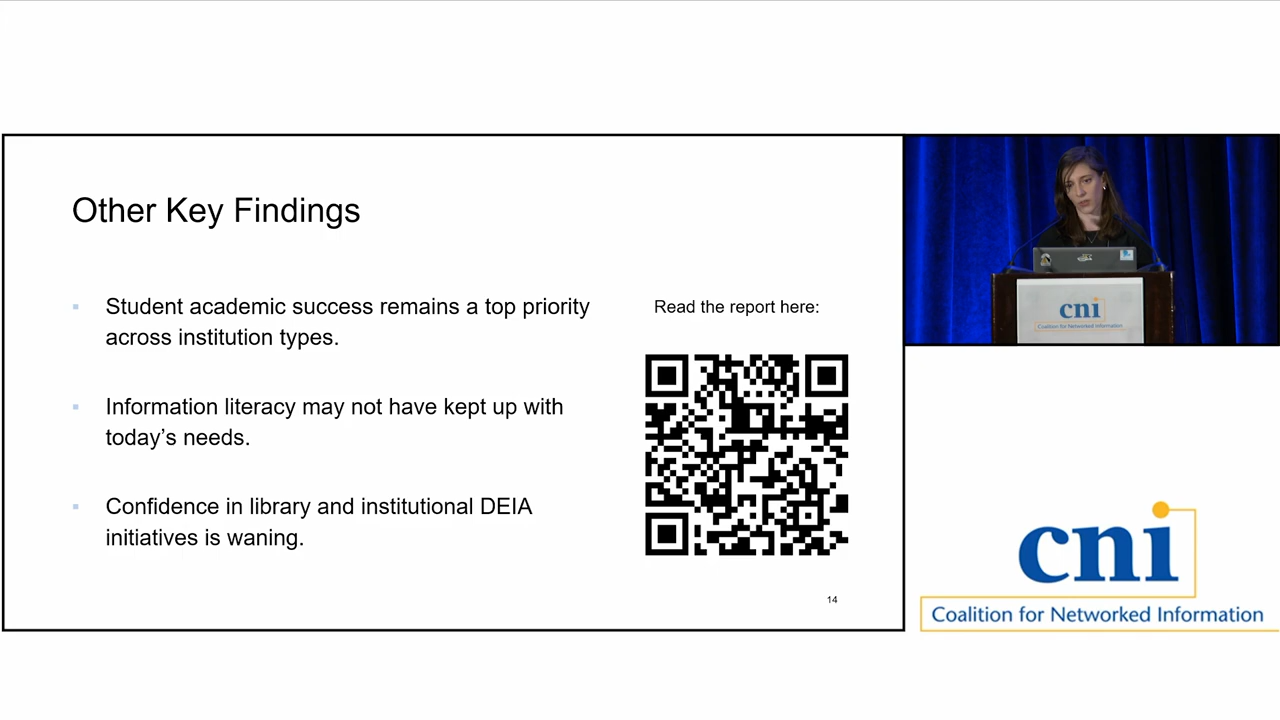 Other Key Findings
Student academic success remains a top priority
across institution types.
Information literacy may not have kept up with
today's needs.
Confidence in library and institutional DEIA
initiatives is waning.
Read the report here:
14
cni
Coalition for Networked Information
cni
Coalition for Networked Information